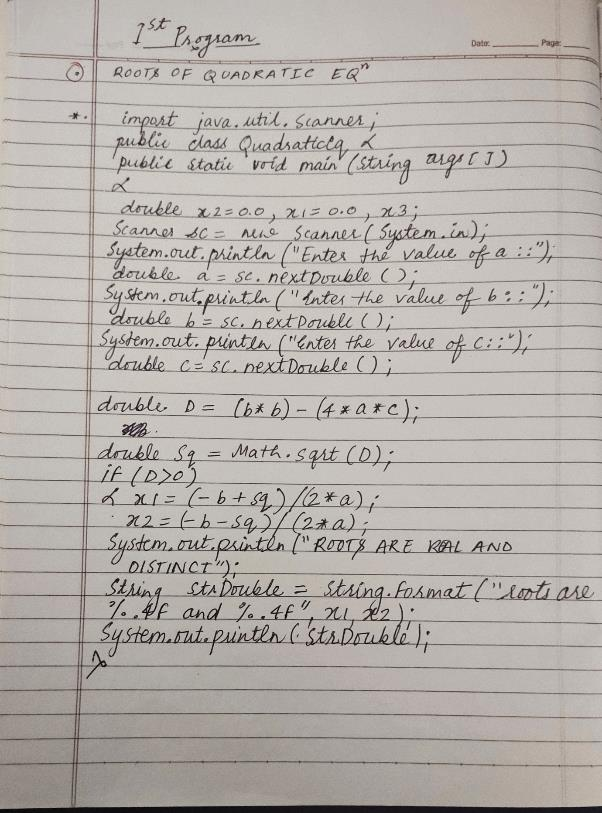 1st Program
Date: Page:
ROOTS OF QUADRATIC EQn
*. import java.util.Scanner;
public class QuadraticEq {
public static void main (String args[])
{
double x2=0.0, x1=0.0, x3;
Scanner sc = new Scanner(System.in);
System.out.println ("Enter the value of a ::");
double a = sc.nextDouble ();
System.out.println ("Enter the value of b ::");
double b = sc.nextDouble ();
System.out.println ("Enter the value of c::");
double c = sc.nextDouble ();
double D = (b*b) - (4*a*c);
double sq = Math.sqrt (D);
if (D>0)
{ x1 = (-b+sq)/(2*a);
x2 = (-b-sq)/(2*a);
System.out.println ("ROOTS ARE REAL AND
DISTINCT");
String strDouble = String.format ("roots are
%.4f and %.4f", x1, x2);
System.out.println (strDouble);
}